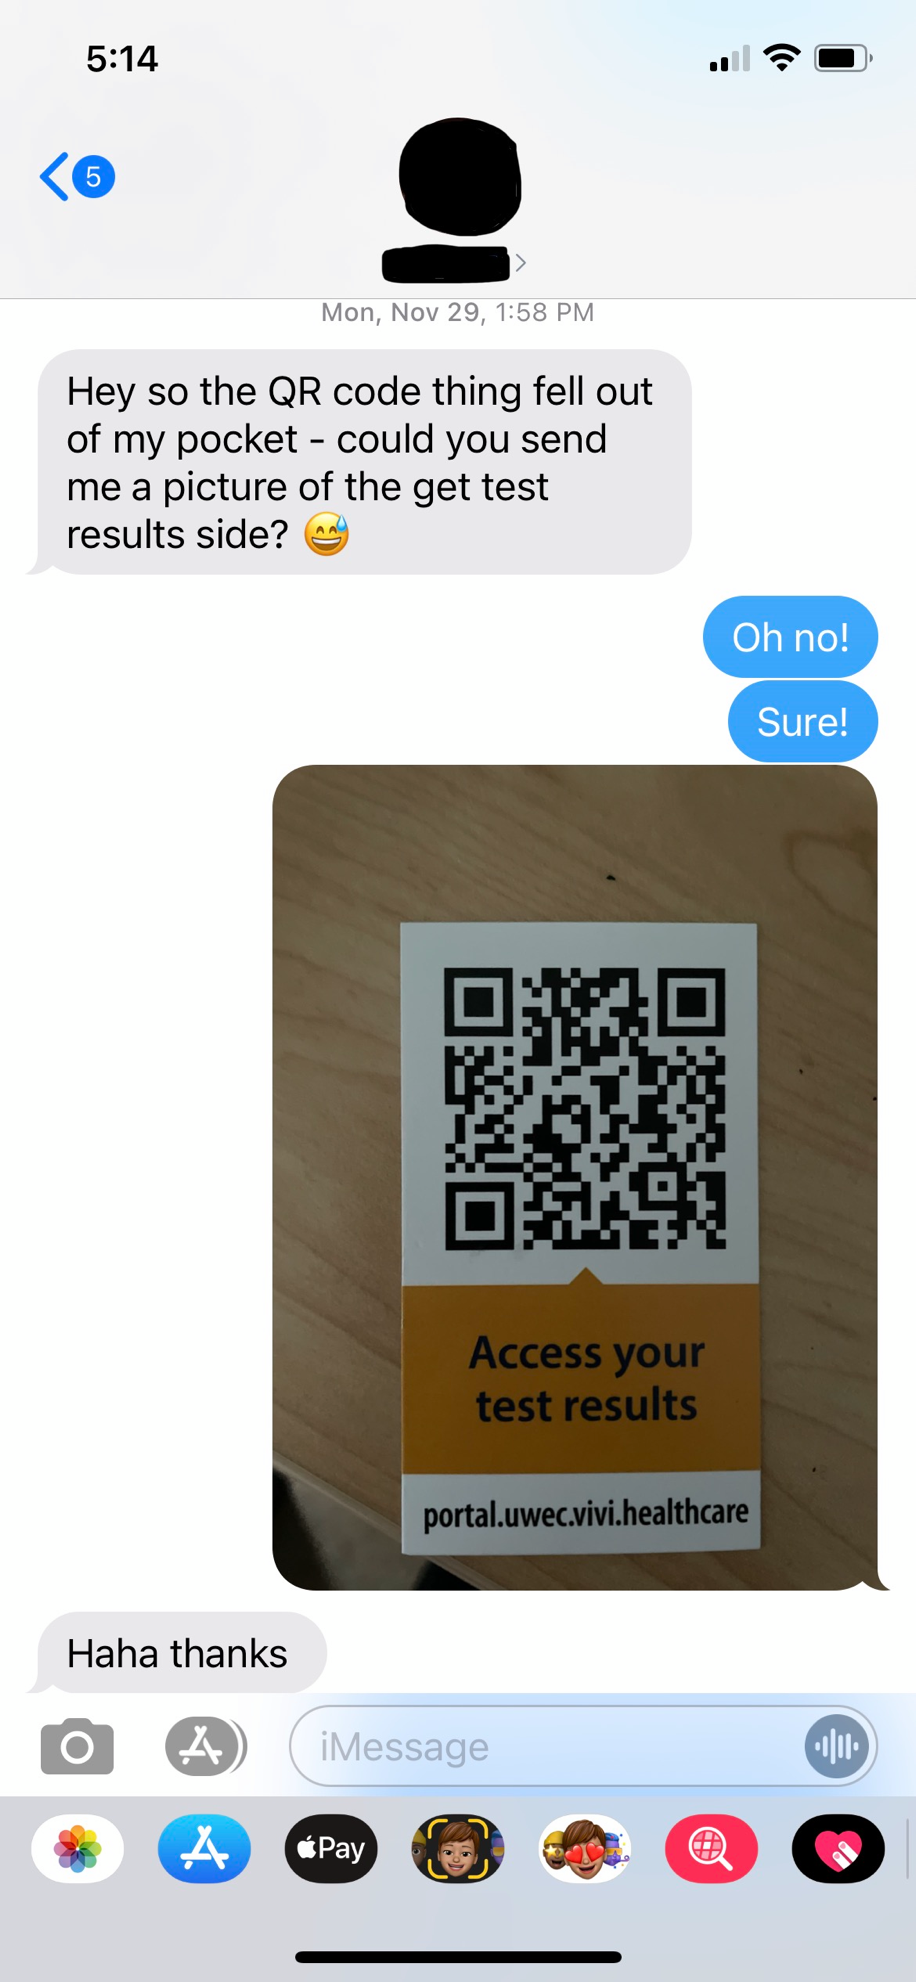 5:14
5
Mon, Nov 29, 1:58 PM
Hey so the QR code thing fell out
of my pocket - could you send
me a picture of the get test
results side? 😅
Oh no!
Sure!
Access your
test results
portal.uwec.vivi.healthcare
Haha thanks
iMessage
Pay